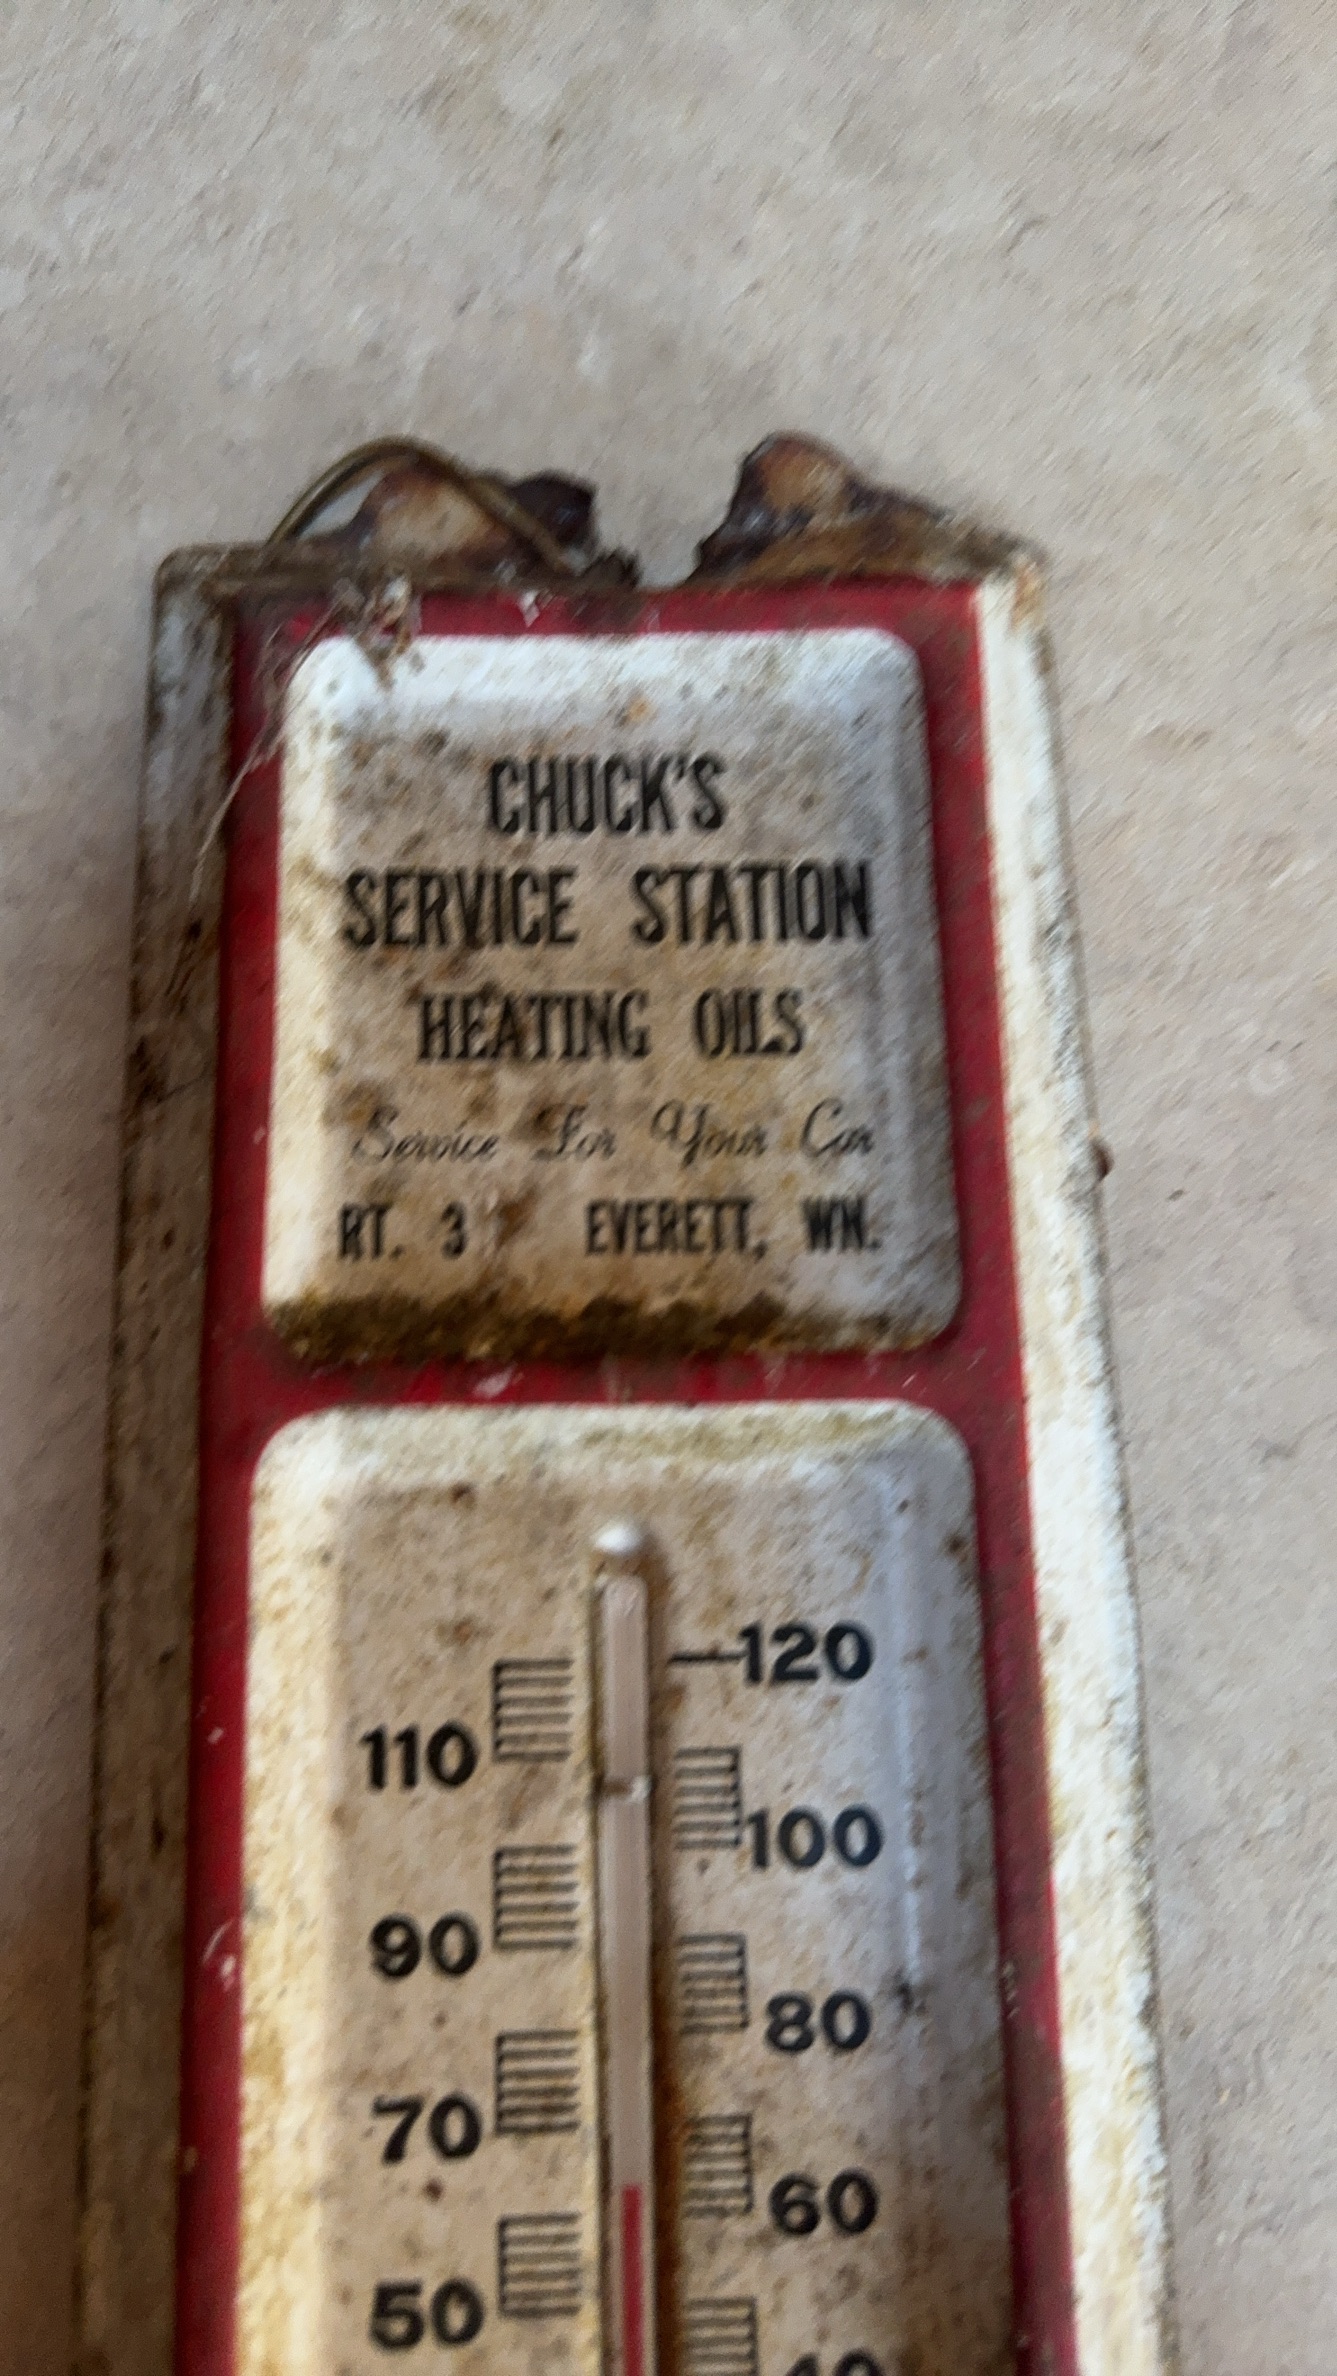 CHUCK'S
SERVICE STATION
HEATING OILS
Service For Your Car
RT. 3 EVERETT, WN.
120
110
100
90
80
70
60
50
40